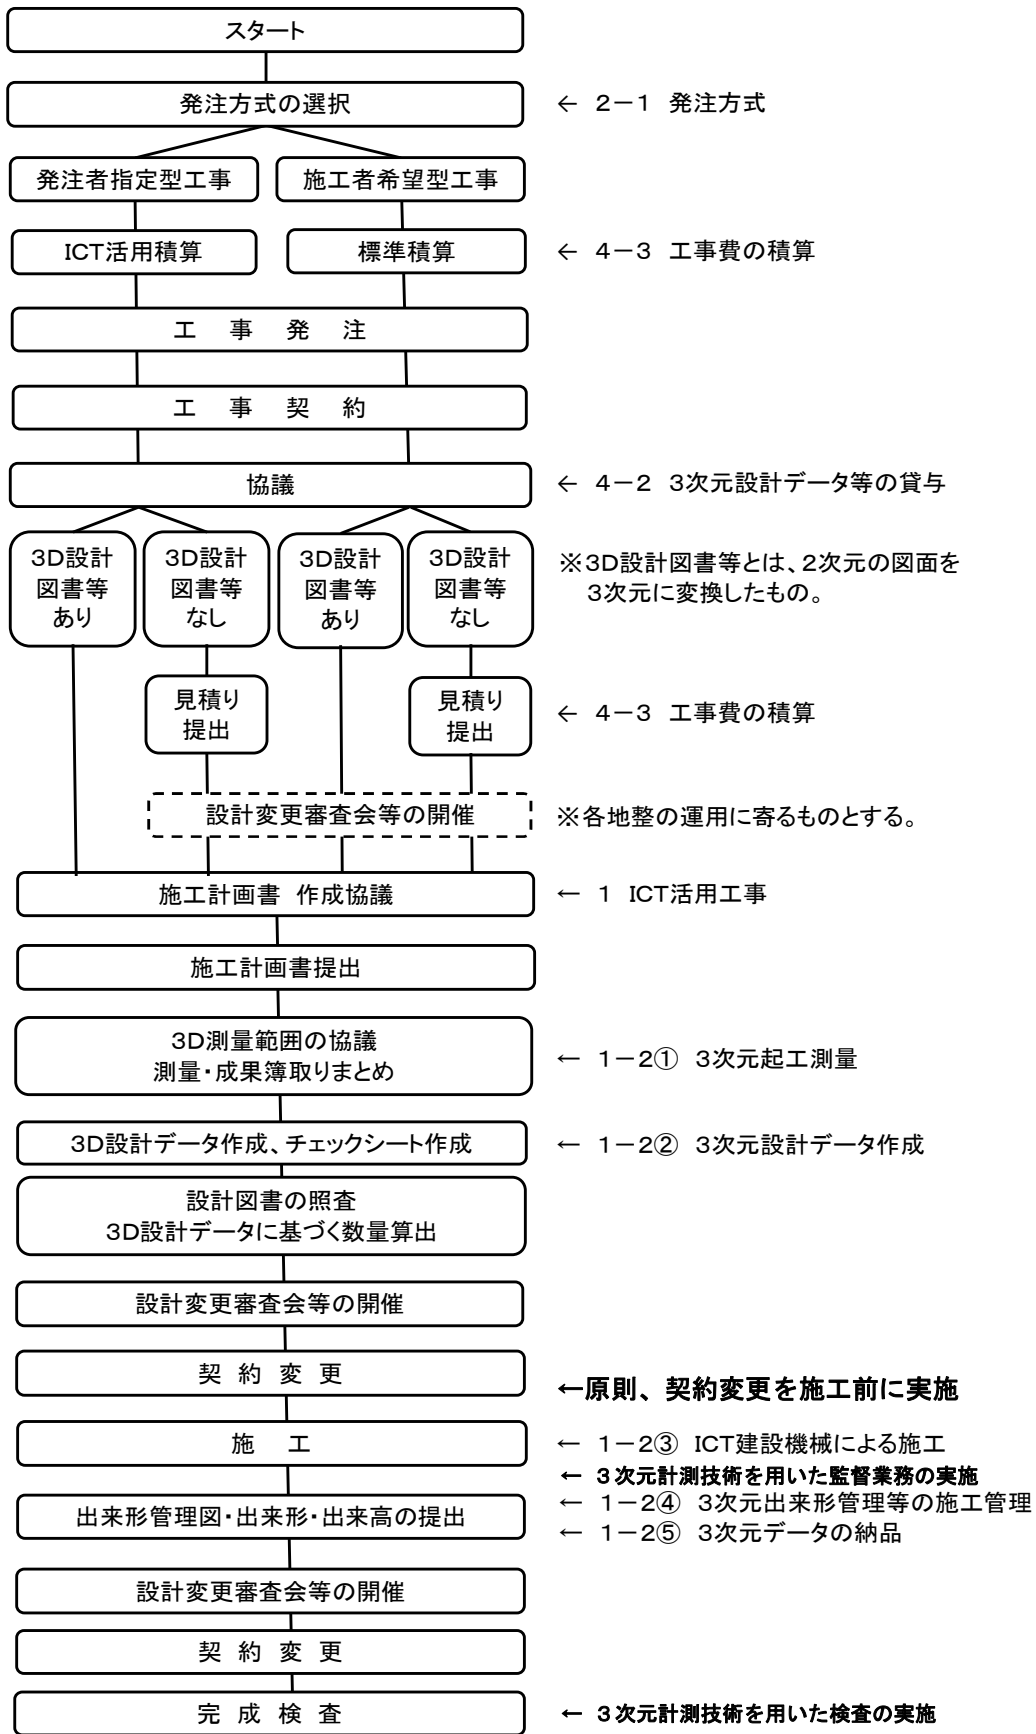 スタート
発注方式の選択
← 2-1 発注方式
発注者指定型工事
施工者希望型工事
ICT活用積算
標準積算
← 4-3 工事費の積算
工 事 発 注
工 事 契 約
協議
← 4-2 3次元設計データ等の貸与
3D設計
図書等
あり
3D設計
図書等
なし
3D設計
図書等
あり
3D設計
図書等
なし
※3D設計図書等とは、2次元の図面を
3次元に変換したもの。
見積り
提出
見積り
提出
← 4-3 工事費の積算
設計変更審査会等の開催
※各地整の運用に寄るものとする。
施工計画書 作成協議
← 1 ICT活用工事
施工計画書提出
3D測量範囲の協議
測量・成果簿取りまとめ
← 1-2① 3次元起工測量
3D設計データ作成、チェックシート作成
← 1-2② 3次元設計データ作成
設計図書の照査
3D設計データに基づく数量算出
設計変更審査会等の開催
契 約 変 更
←原則、契約変更を施工前に実施
施 工
← 1-2③ ICT建設機械による施工
← 3次元計測技術を用いた監督業務の実施
出来形管理図・出来形・出来高の提出
← 1-2④ 3次元出来形管理等の施工管理
← 1-2⑤ 3次元データの納品
設計変更審査会等の開催
契 約 変 更
完 成 検 査
← 3次元計測技術を用いた検査の実施